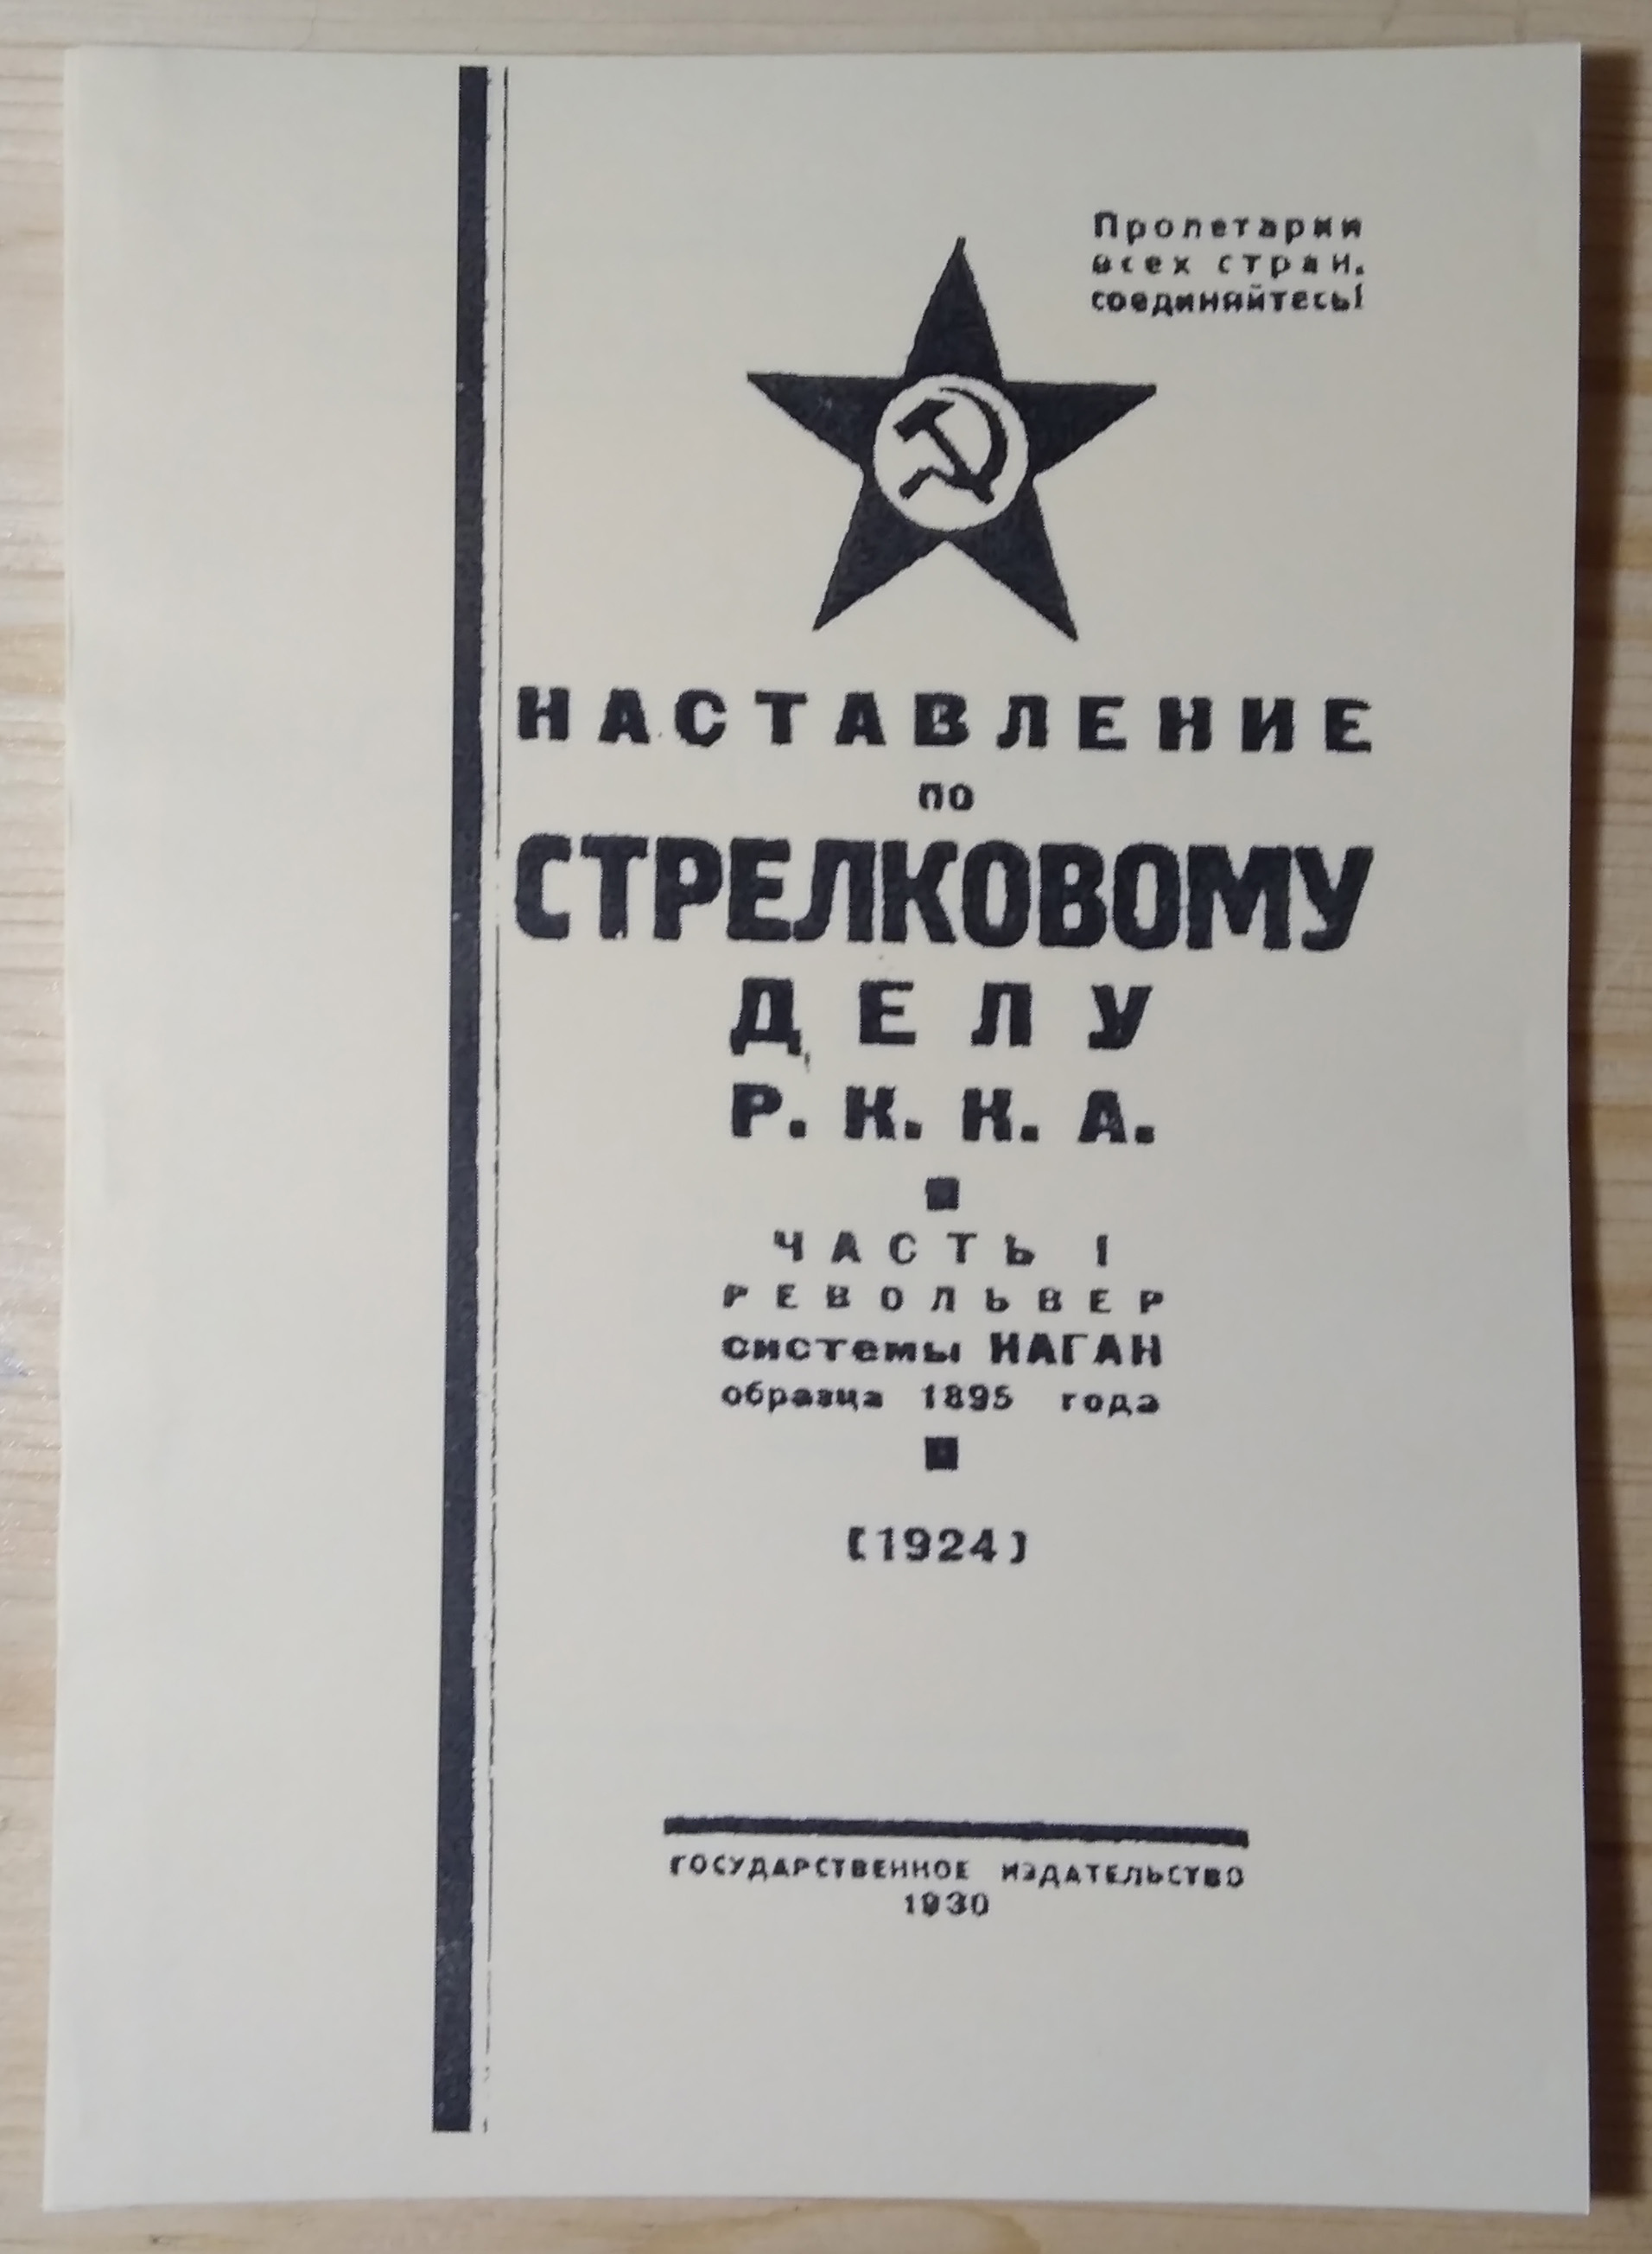 Пролетарии
всех стран,
соединяйтесь!
НАСТАВЛЕНИЕ
по
СТРЕЛКОВОМУ
ДЕЛУ
Р. К. К. А.
ЧАСТЬ I
РЕВОЛЬВЕР
системы НАГАН
образца 1895 года
(1924)
ГОСУДАРСТВЕННОЕ ИЗДАТЕЛЬСТВО
1930